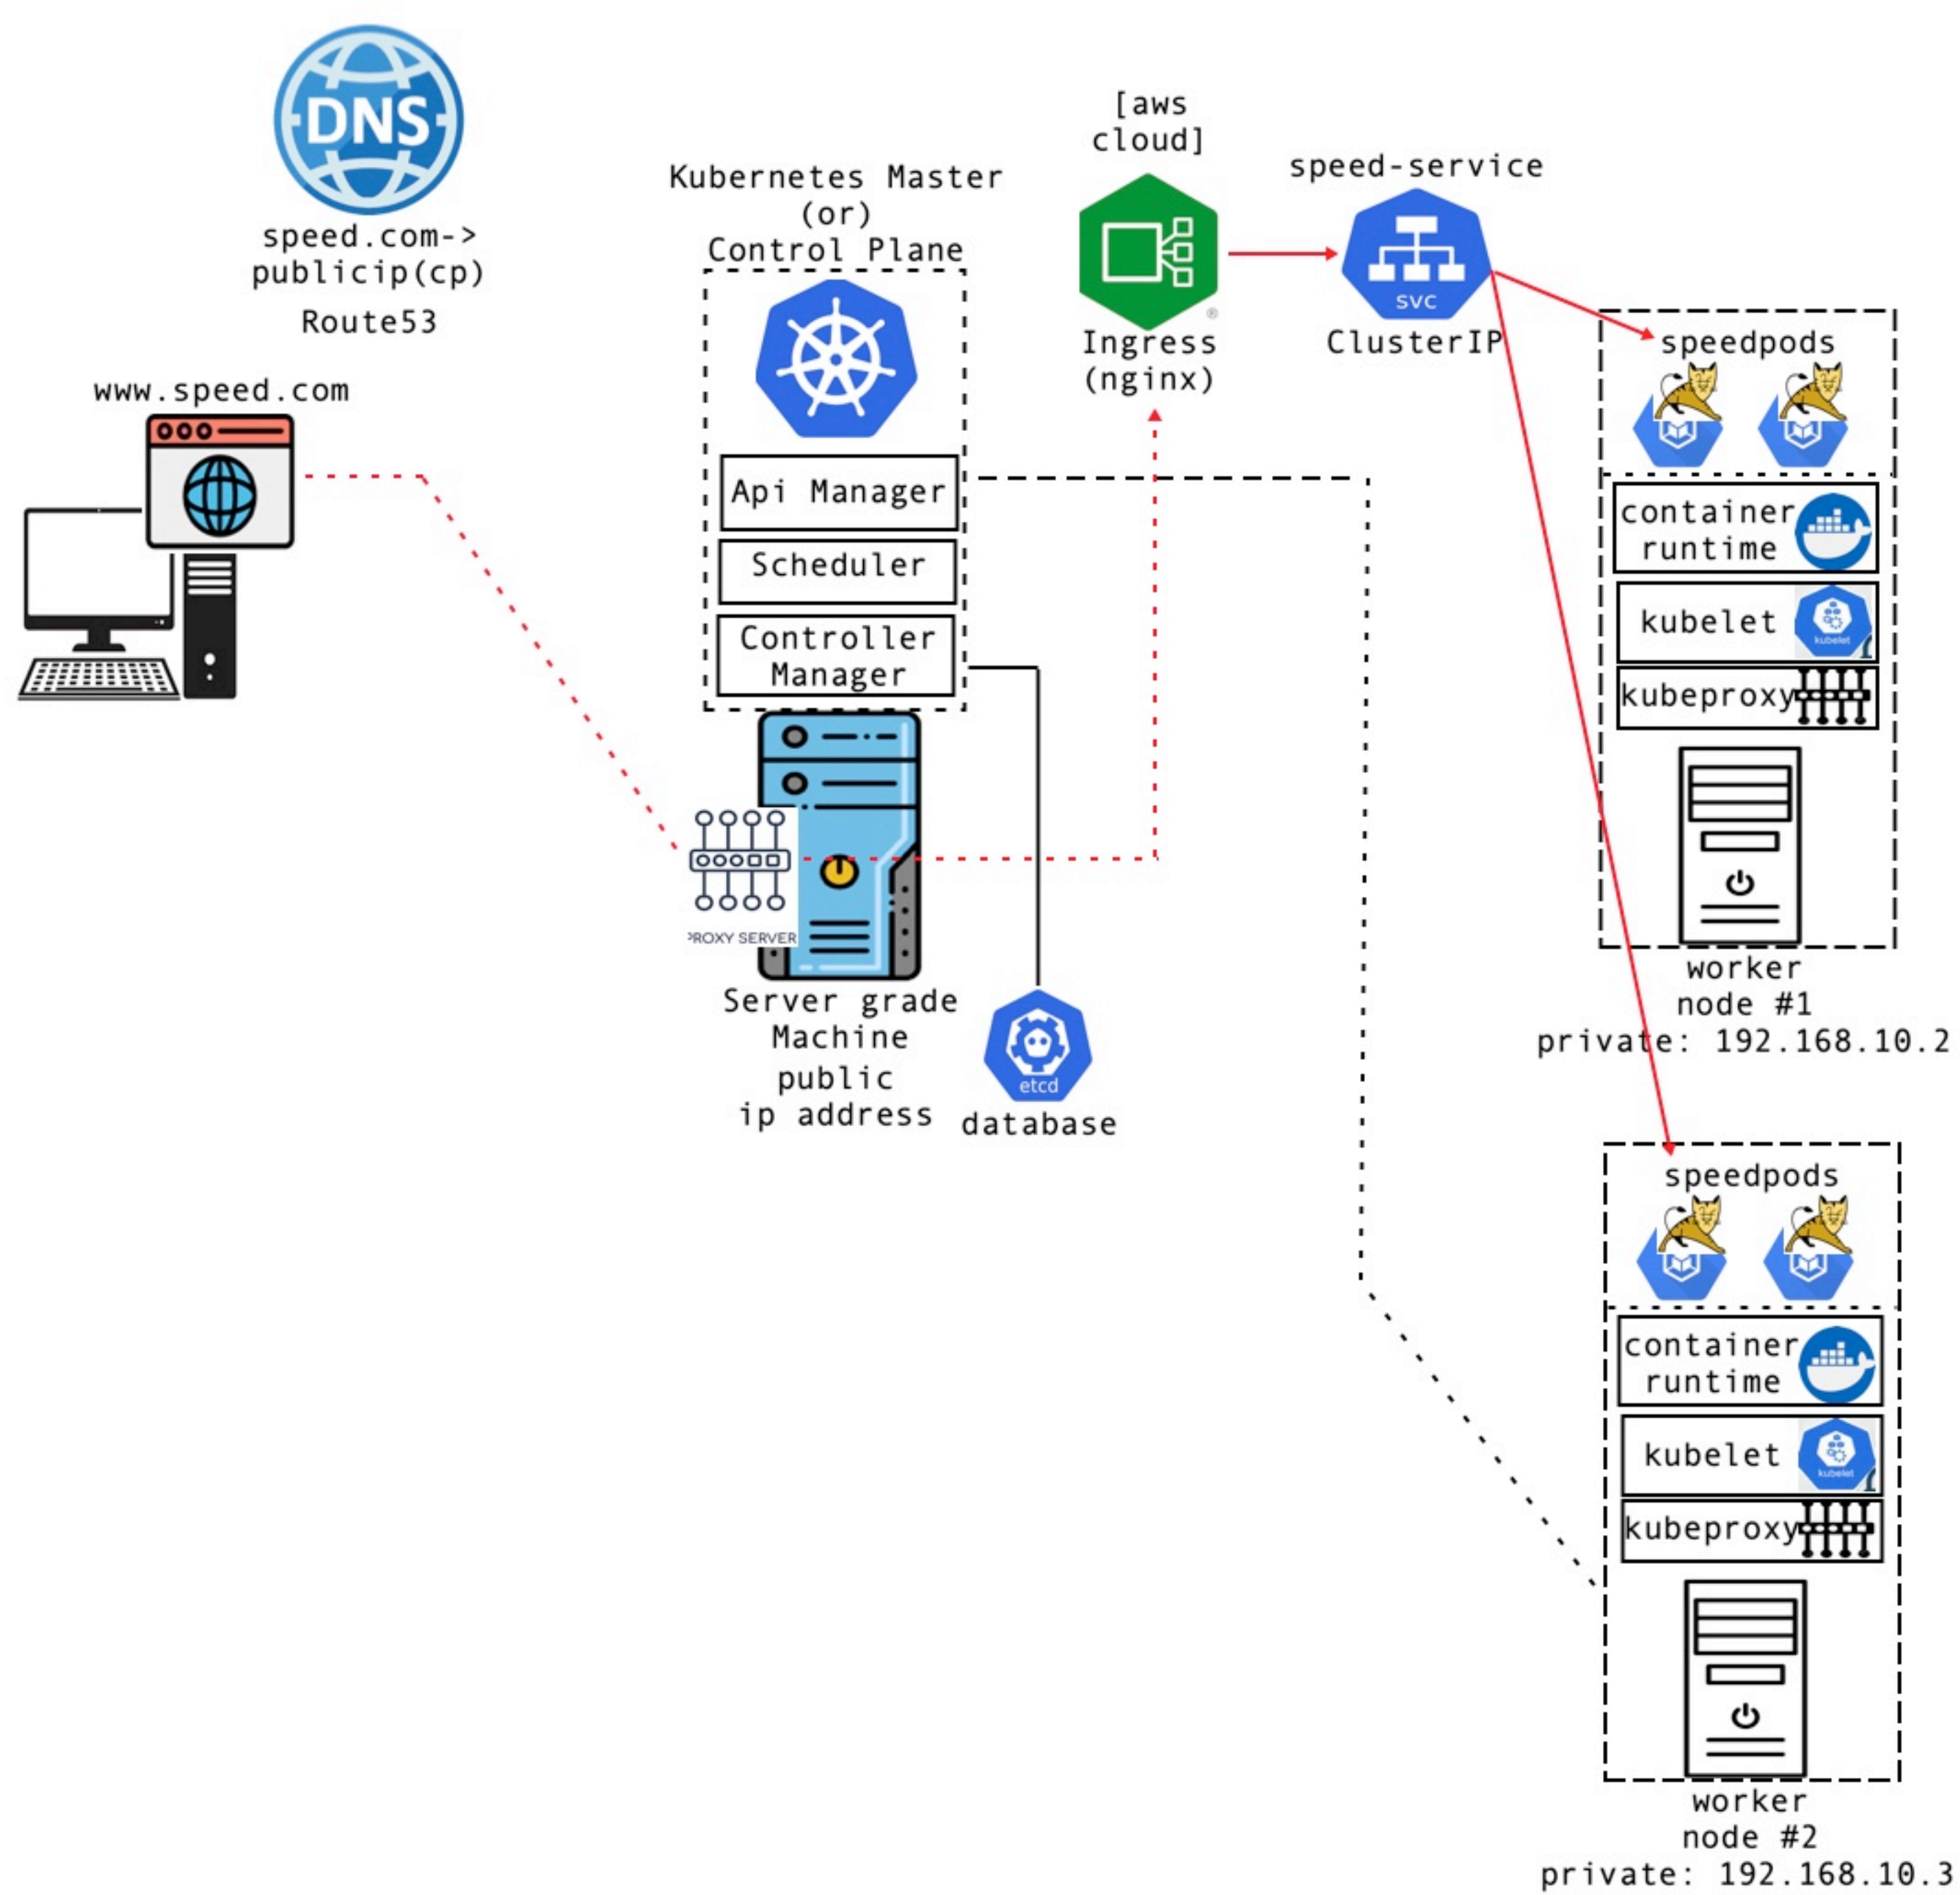 DNS
speed.com->
publicip(cp)
Route53
www.speed.com
Kubernetes Master
(or)
Control Plane
Api Manager
Scheduler
Controller
Manager
PROXY SERVER
Server grade
Machine
public
ip address
etcd
database
[aws
cloud]
®
Ingress
(nginx)
speed-service
svc
ClusterIP
speedpods
container
runtime
kubelet
kubelet
kubeproxy
worker
node #1
private: 192.168.10.2
speedpods
container
runtime
kubelet
kubelet
kubeproxy
worker
node #2
private: 192.168.10.3